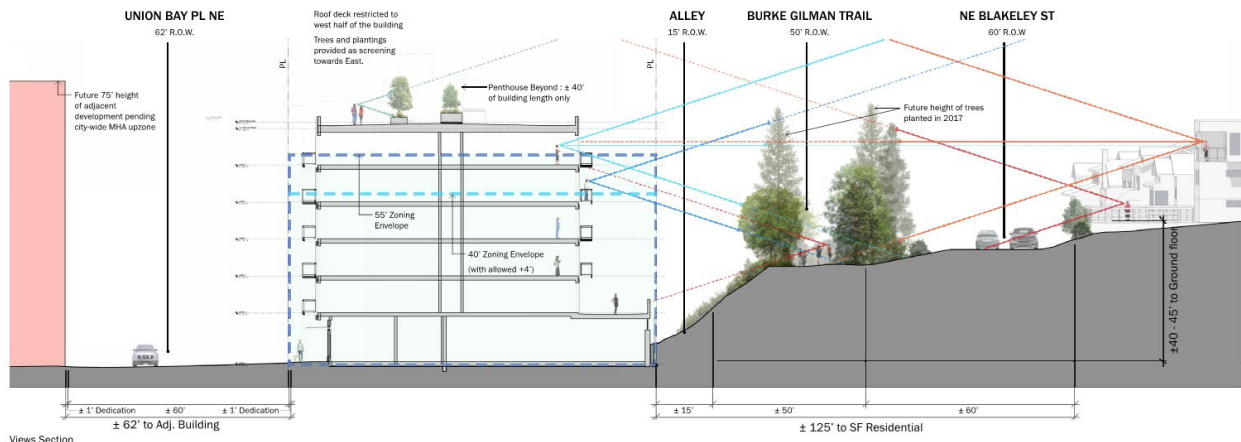 UNION BAY PL NE
62' R.O.W.
Roof deck restricted to
west half of the building
Trees and plantings
provided as screening
towards East.
ALLEY
15' R.O.W.
BURKE GILMAN TRAIL
50' R.O.W.
NE BLAKELEY ST
60' R.O.W.
PL
PL
Future 75' height
of adjacent
development pending
city-wide MHA upzone
Penthouse Beyond : ± 40'
of building length only
Future height of trees
planted in 2017
55' Zoning
Envelope
40' Zoning Envelope
(with allowed +4')
±40 - 45' to Ground floor
± 1' Dedication
± 60'
± 1' Dedication
± 62' to Adj. Building
± 15'
± 50'
± 60'
± 125' to SF Residential
Views Section